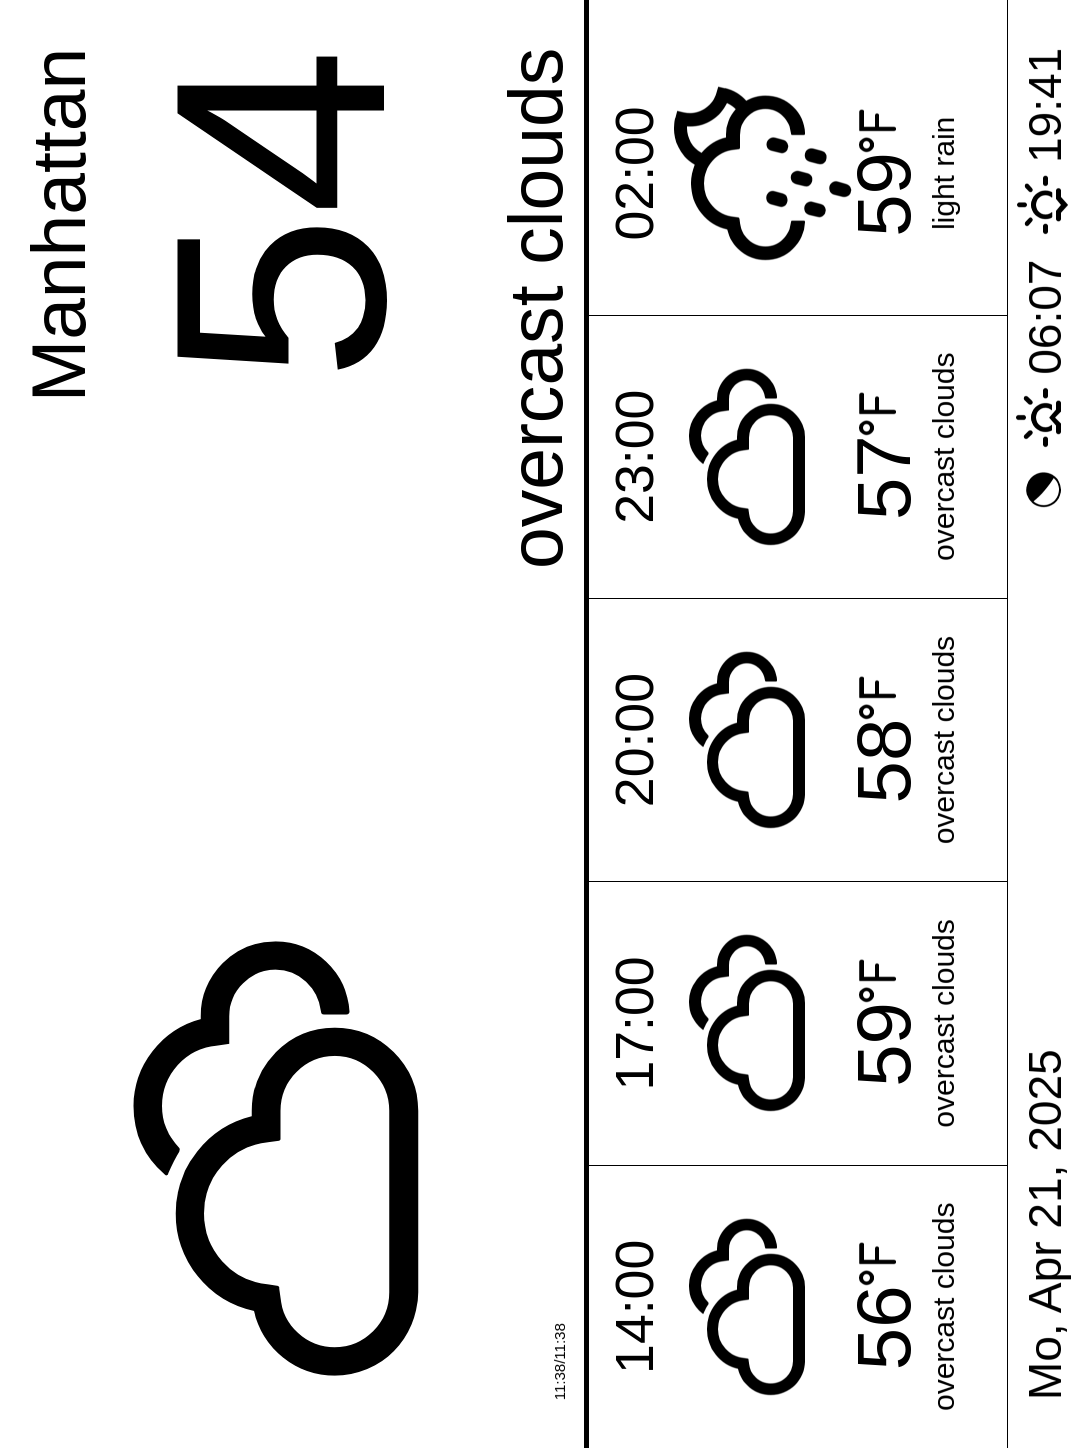 Manhattan
54
overcast clouds
11:38/11:38
14:00
56°F
overcast clouds
17:00
59°F
overcast clouds
20:00
58°F
overcast clouds
23:00
57°F
overcast clouds
02:00
59°F
light rain
Mo, Apr 21, 2025
06:07 19:41